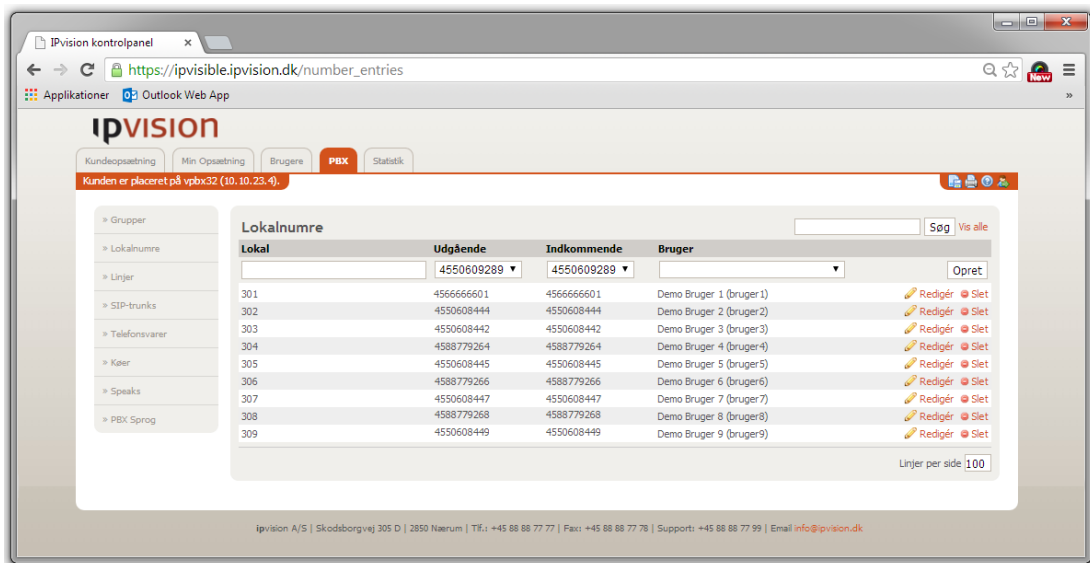 IPvision kontrolpanel
https://ipvisible.ipvision.dk/number_entries
New
Applikationer Outlook Web App »
ipvision
Kundeopsætning Min Opsætning Brugere PBX Statistik
Kunden er placeret på vpbx32 (10.10.23.4).
» Grupper
» Lokalnumre
» Linjer
» SIP-trunks
» Telefonsvarer
» Køer
» Speaks
» PBX Sprog
Lokalnumre Søg Vis alle
Lokal Udgående Indkommende Bruger
4550609289 4550609289 Opret
301 4566666601 4566666601 Demo Bruger 1 (bruger1) Redigér Slet
302 4550608444 4550608444 Demo Bruger 2 (bruger2) Redigér Slet
303 4550608442 4550608442 Demo Bruger 3 (bruger3) Redigér Slet
304 4588779264 4588779264 Demo Bruger 4 (bruger4) Redigér Slet
305 4550608445 4550608445 Demo Bruger 5 (bruger5) Redigér Slet
306 4588779266 4588779266 Demo Bruger 6 (bruger6) Redigér Slet
307 4550608447 4550608447 Demo Bruger 7 (bruger7) Redigér Slet
308 4588779268 4588779268 Demo Bruger 8 (bruger8) Redigér Slet
309 4550608449 4550608449 Demo Bruger 9 (bruger9) Redigér Slet
Linjer per side 100
ipvision A/S | Skodsborgvej 305 D | 2850 Nærum | Tlf.: +45 88 88 77 77 | Fax: +45 88 88 77 78 | Support: +45 88 88 77 99 | Email info@ipvision.dk